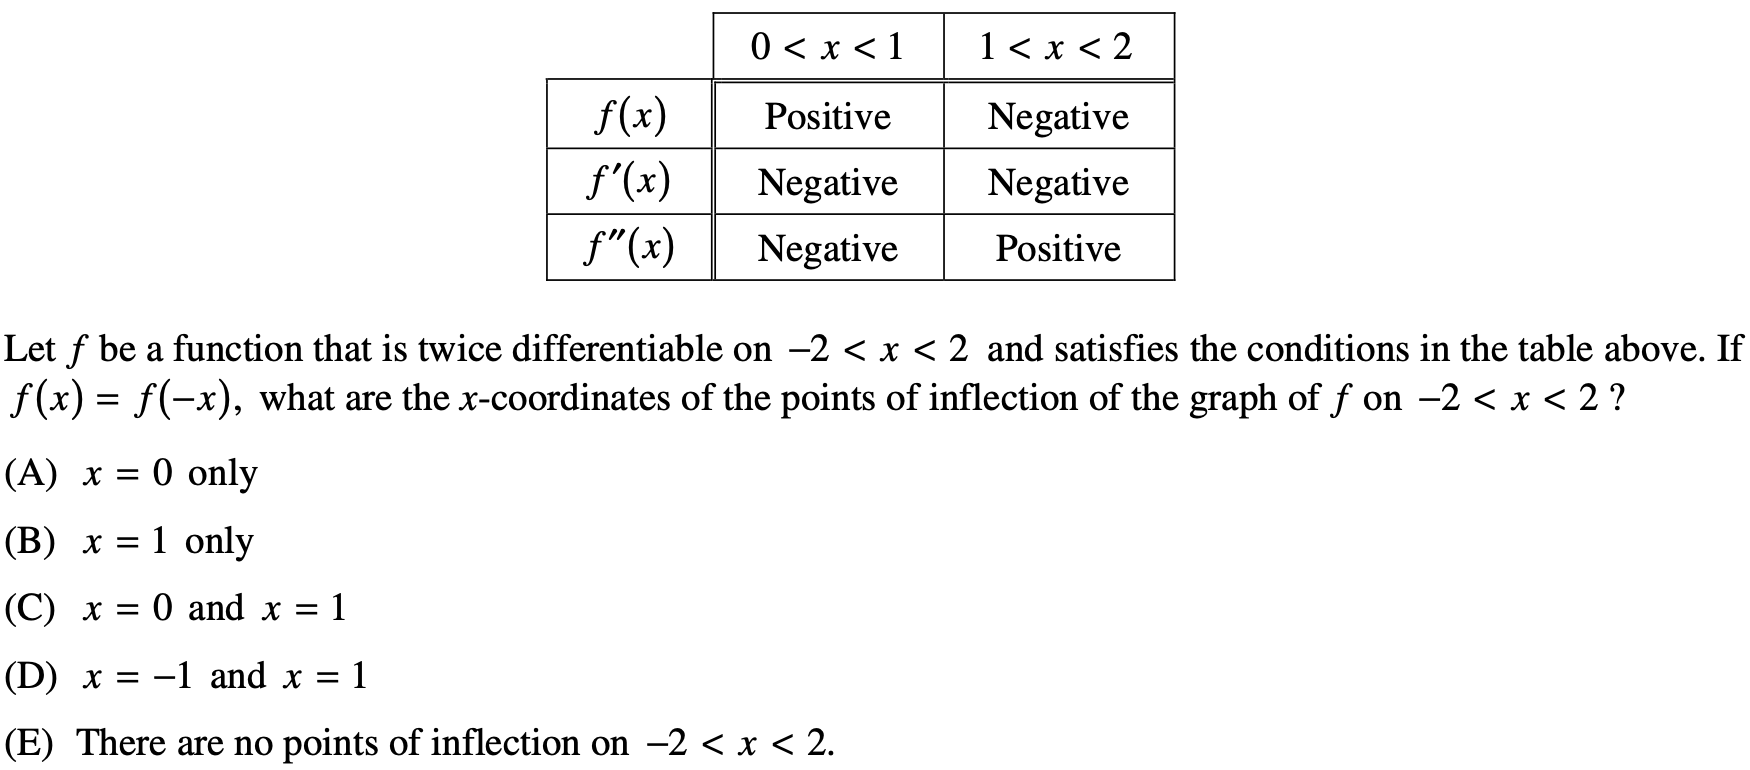 0 < x < 1 1 < x < 2
f(x) Positive Negative
f′(x) Negative Negative
f″(x) Negative Positive
Let f be a function that is twice differentiable on −2 < x < 2 and satisfies the conditions in the table above. If
f(x) = f(−x), what are the x-coordinates of the points of inflection of the graph of f on −2 < x < 2 ?
(A) x = 0 only
(B) x = 1 only
(C) x = 0 and x = 1
(D) x = −1 and x = 1
(E) There are no points of inflection on −2 < x < 2.